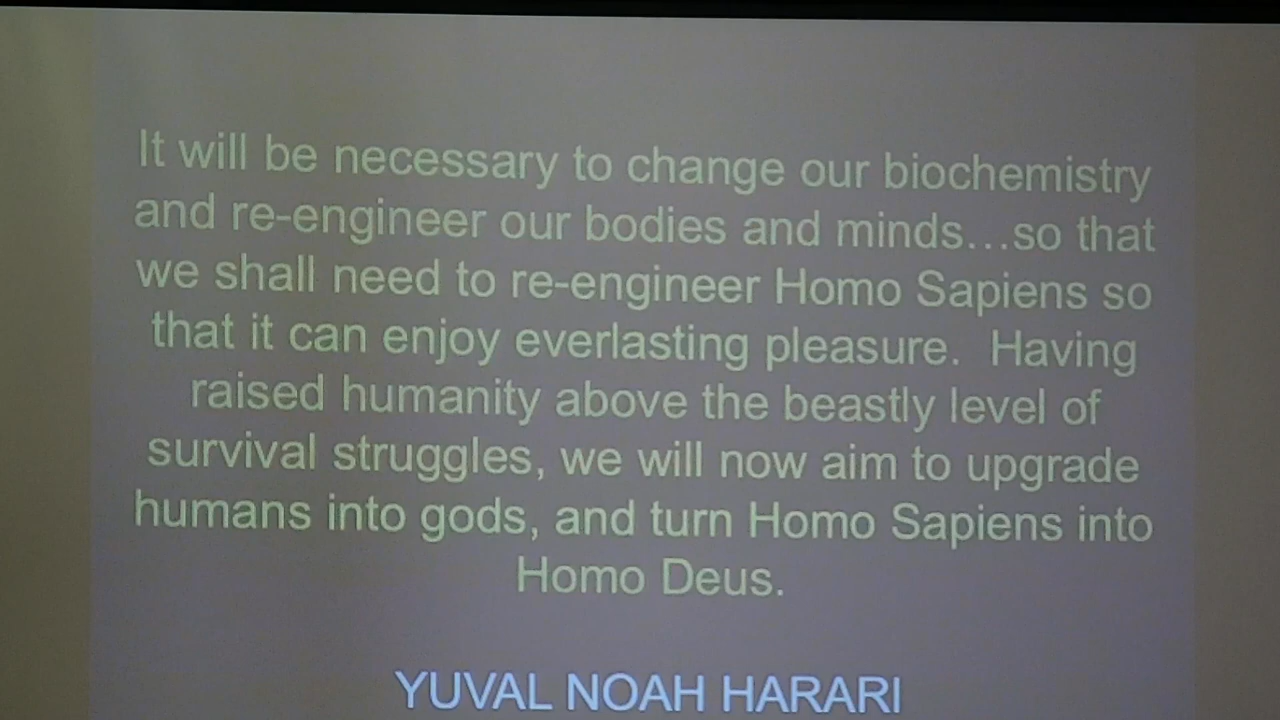 It will be necessary to change our biochemistry
and re-engineer our bodies and minds...so that
we shall need to re-engineer Homo Sapiens so
that it can enjoy everlasting pleasure.  Having
raised humanity above the beastly level of
survival struggles, we will now aim to upgrade
humans into gods, and turn Homo Sapiens into
Homo Deus.
YUVAL NOAH HARARI